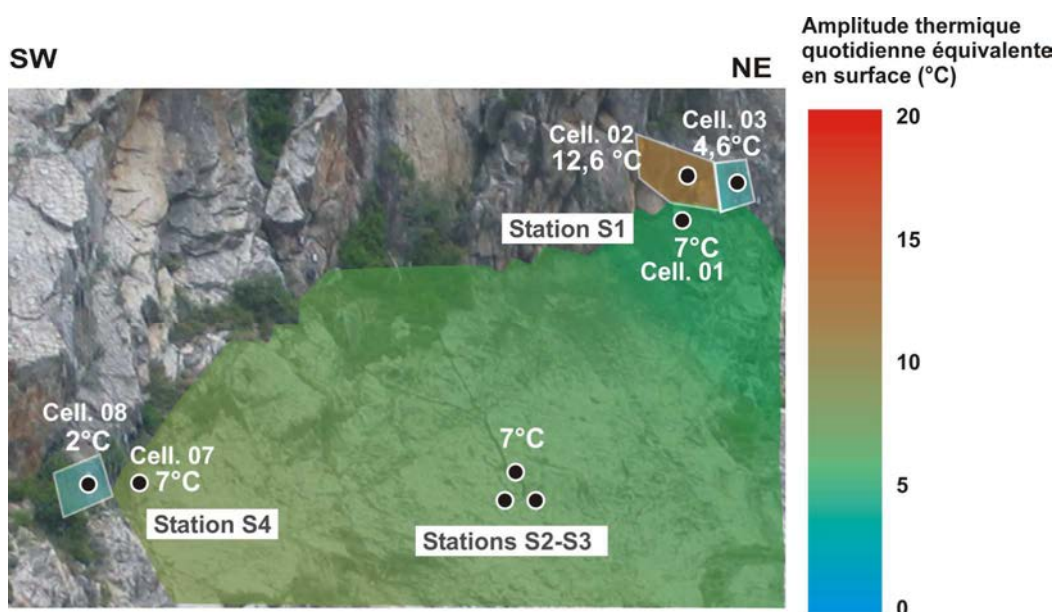 SW
NE
Amplitude thermique
quotidienne équivalente
en surface (°C)
20
15
10
5
0
Cell. 02
12,6 °C
Cell. 03
4,6°C
Station S1
7°C
Cell. 01
Cell. 08
2°C
Cell. 07
7°C
Station S4
7°C
Stations S2-S3